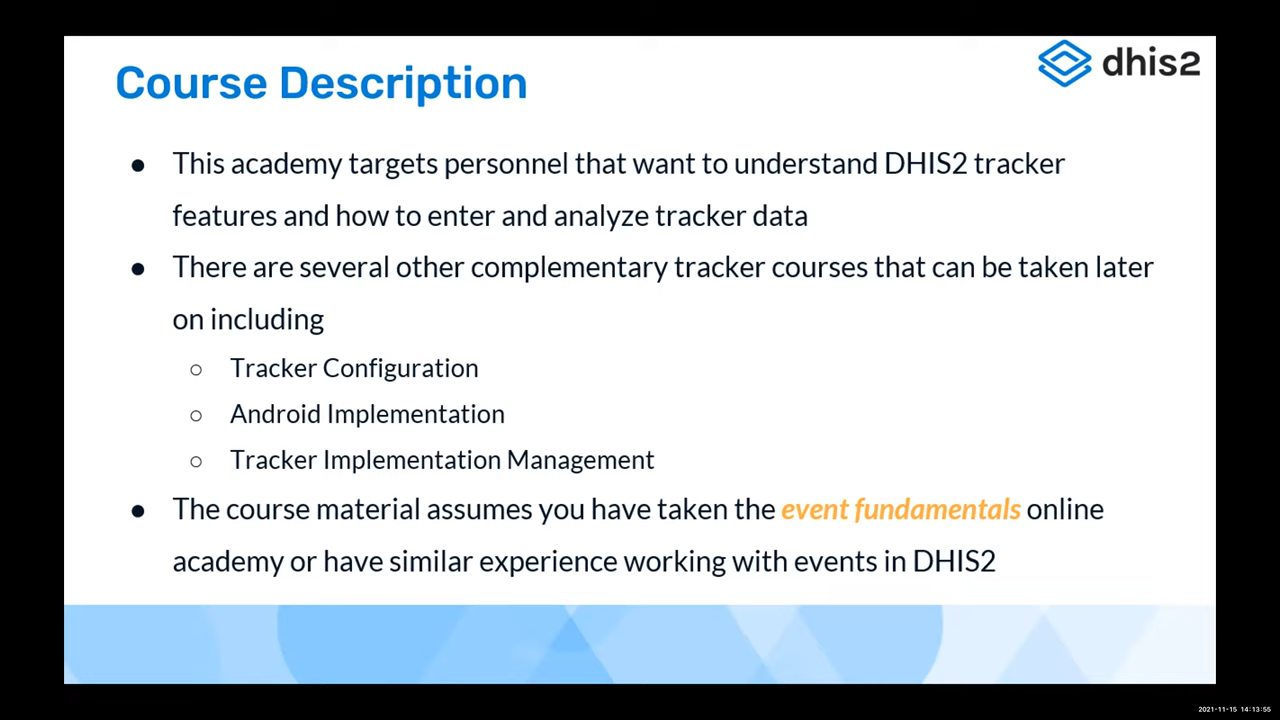 dhis2
Course Description
● This academy targets personnel that want to understand DHIS2 tracker
features and how to enter and analyze tracker data
● There are several other complementary tracker courses that can be taken later
on including
○ Tracker Configuration
○ Android Implementation
○ Tracker Implementation Management
● The course material assumes you have taken the event fundamentals online
academy or have similar experience working with events in DHIS2
2021-11-15 14:13:55